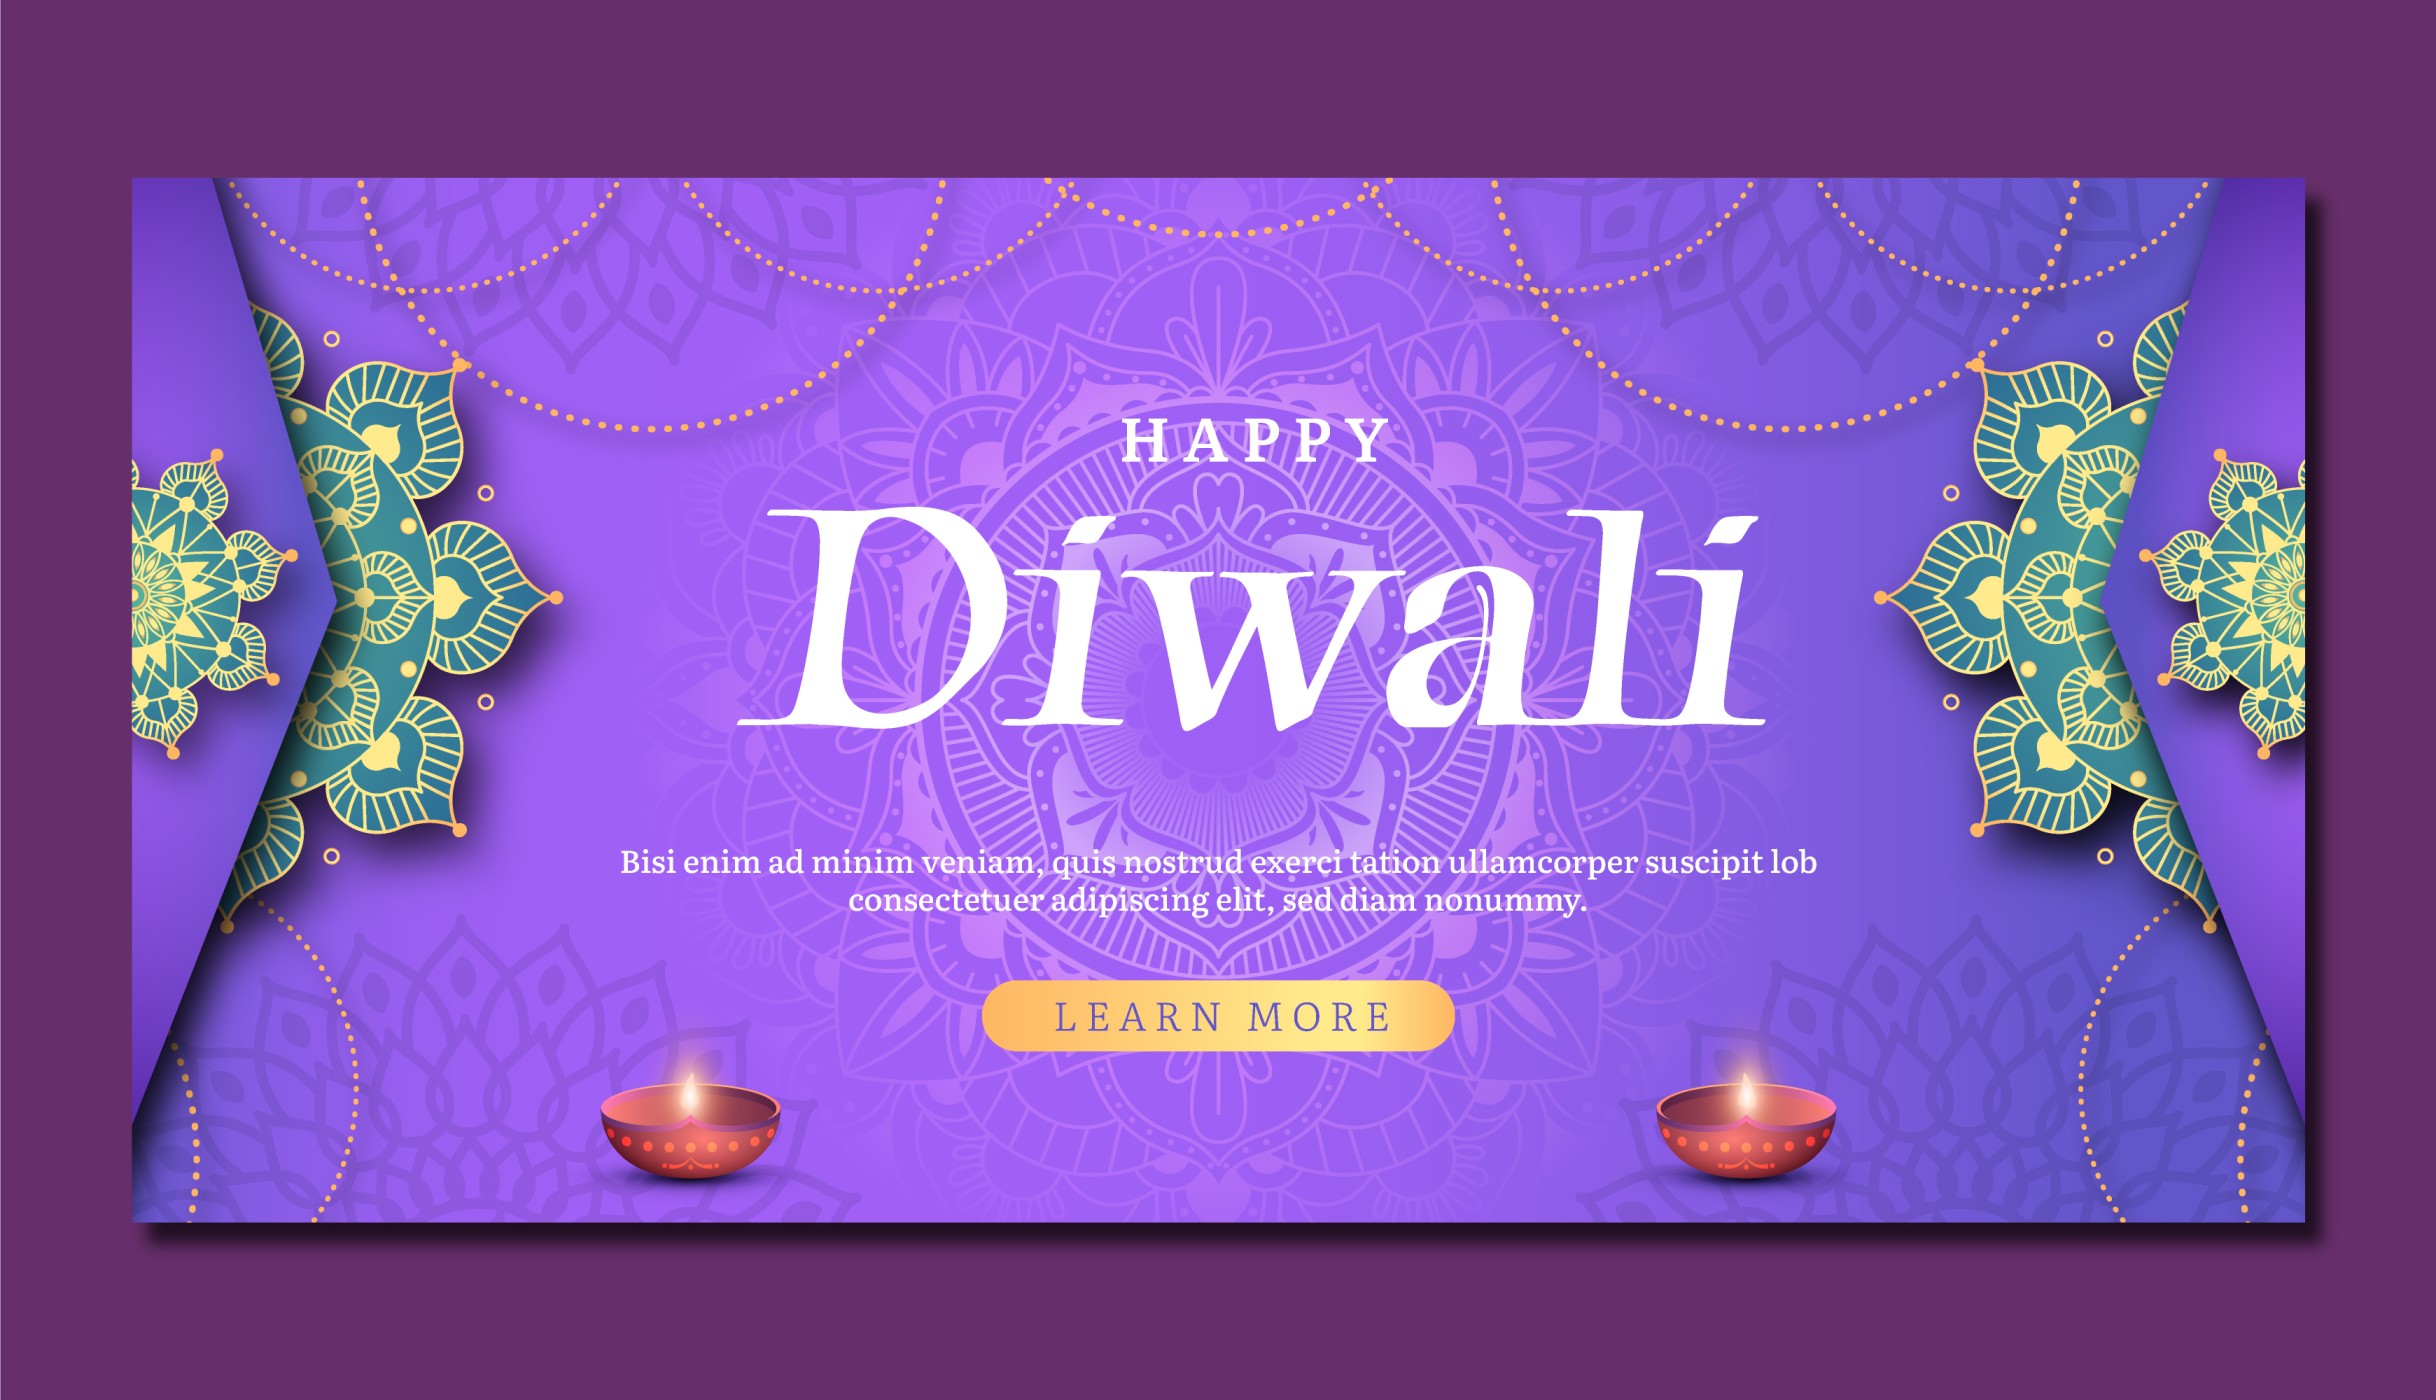 HAPPY
Diwali
Bisi enim ad minim veniam, quis nostrud exerci tation ullamcorper suscipit lob
consectetuer adipiscing elit, sed diam nonummy.
LEARN MORE